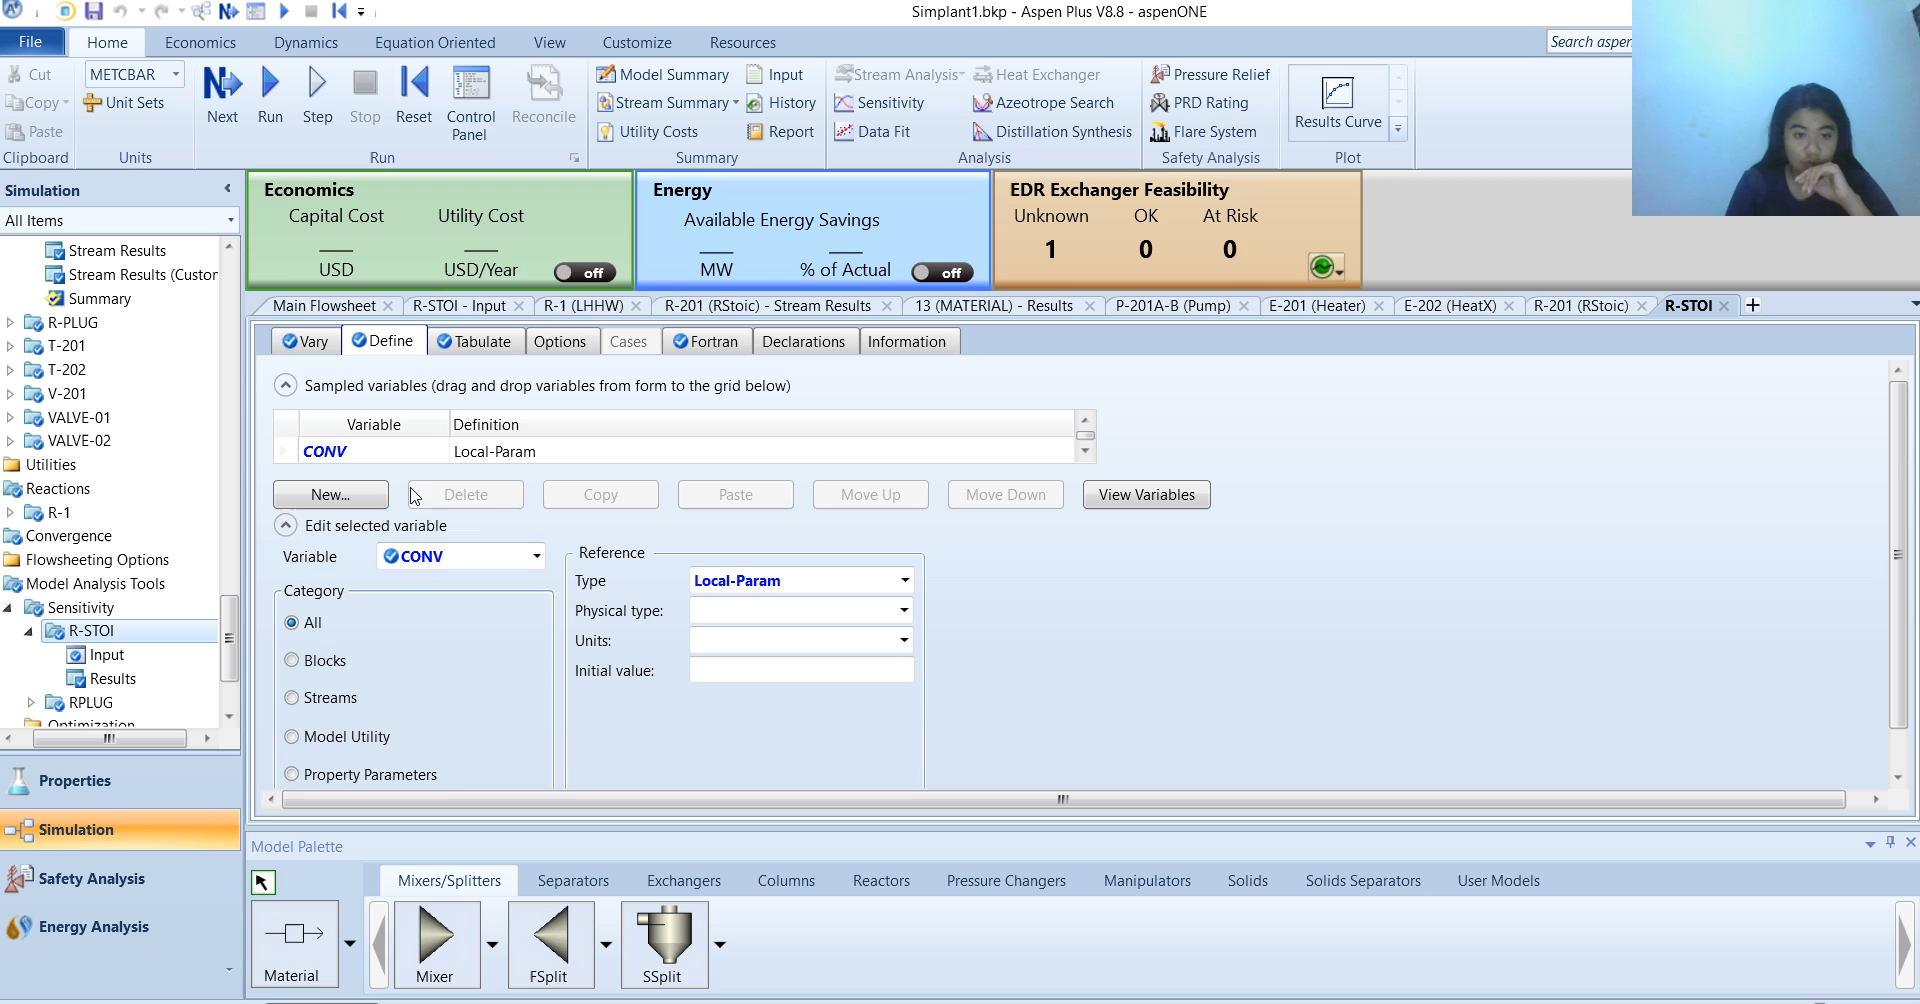 Simplant1.bkp - Aspen Plus V8.8 - aspenONE
File Home Economics Dynamics Equation Oriented View Customize Resources Search aspen
Cut METCBAR Model Summary Input Stream Analysis Heat Exchanger Pressure Relief
Copy Unit Sets Next Run Step Stop Reset Control Panel Reconcile Stream Summary History Sensitivity Azeotrope Search PRD Rating Results Curve
Paste Utility Costs Report Data Fit Distillation Synthesis Flare System
Clipboard Units Run Summary Analysis Safety Analysis Plot
Simulation
All Items
Stream Results
Stream Results (Custor
Summary
R-PLUG
T-201
T-202
V-201
VALVE-01
VALVE-02
Utilities
Reactions
R-1
Convergence
Flowsheeting Options
Model Analysis Tools
Sensitivity
R-STOI
Input
Results
RPLUG
Optimization
Properties
Simulation
Safety Analysis
Energy Analysis
Economics
Capital Cost Utility Cost
USD USD/Year off
Energy
Available Energy Savings
MW % of Actual off
EDR Exchanger Feasibility
Unknown OK At Risk
1 0 0
Main Flowsheet R-STOI - Input R-1 (LHHW) R-201 (RStoic) - Stream Results 13 (MATERIAL) - Results P-201A-B (Pump) E-201 (Heater) E-202 (HeatX) R-201 (RStoic) R-STOI
Vary Define Tabulate Options Cases Fortran Declarations Information
Sampled variables (drag and drop variables from form to the grid below)
Variable Definition
CONV Local-Param
New... Delete Copy Paste Move Up Move Down View Variables
Edit selected variable
Variable CONV
Category
All
Blocks
Streams
Model Utility
Property Parameters
Reference
Type Local-Param
Physical type:
Units:
Initial value:
Model Palette
Mixers/Splitters Separators Exchangers Columns Reactors Pressure Changers Manipulators Solids Solids Separators User Models
Material Mixer FSplit SSplit